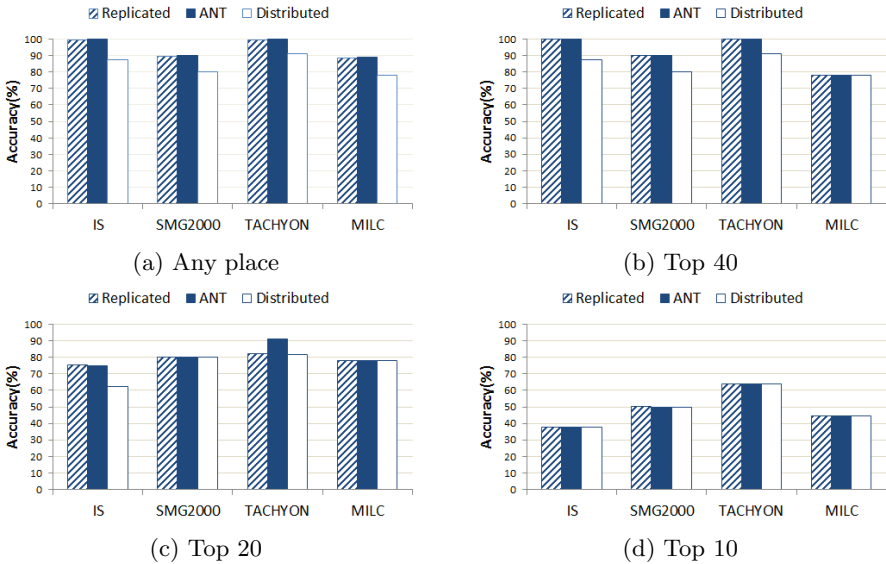 Replicated ANT Distributed
100
90
80
70
60
50
40
30
20
10
0
Accuracy(%)
IS SMG2000 TACHYON MILC
(a) Any place
Replicated ANT Distributed
100
90
80
70
60
50
40
30
20
10
0
Accuracy(%)
IS SMG2000 TACHYON MILC
(b) Top 40
Replicated ANT Distributed
100
90
80
70
60
50
40
30
20
10
0
Accuracy(%)
IS SMG2000 TACHYON MILC
(c) Top 20
Replicated ANT Distributed
100
90
80
70
60
50
40
30
20
10
0
Accuracy(%)
IS SMG2000 TACHYON MILC
(d) Top 10